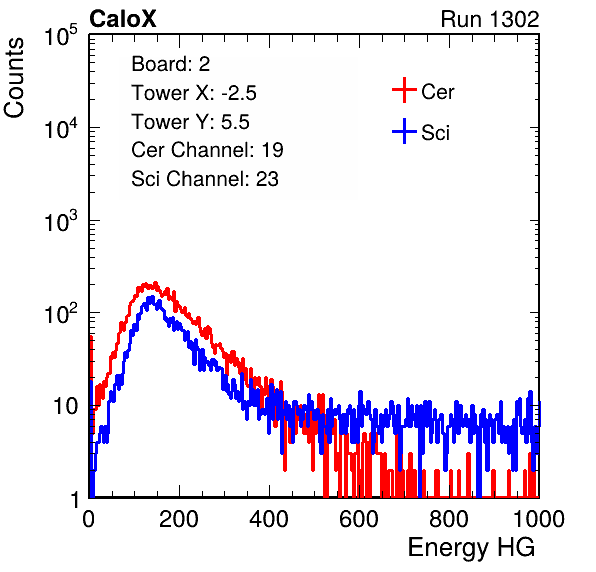 CaloX Run 1302
Counts
Board: 2
Tower X: -2.5
Tower Y: 5.5
Cer Channel: 19
Sci Channel: 23
Cer
Sci
10^5
10^4
10^3
10^2
10
1
0 200 400 600 800 1000
Energy HG